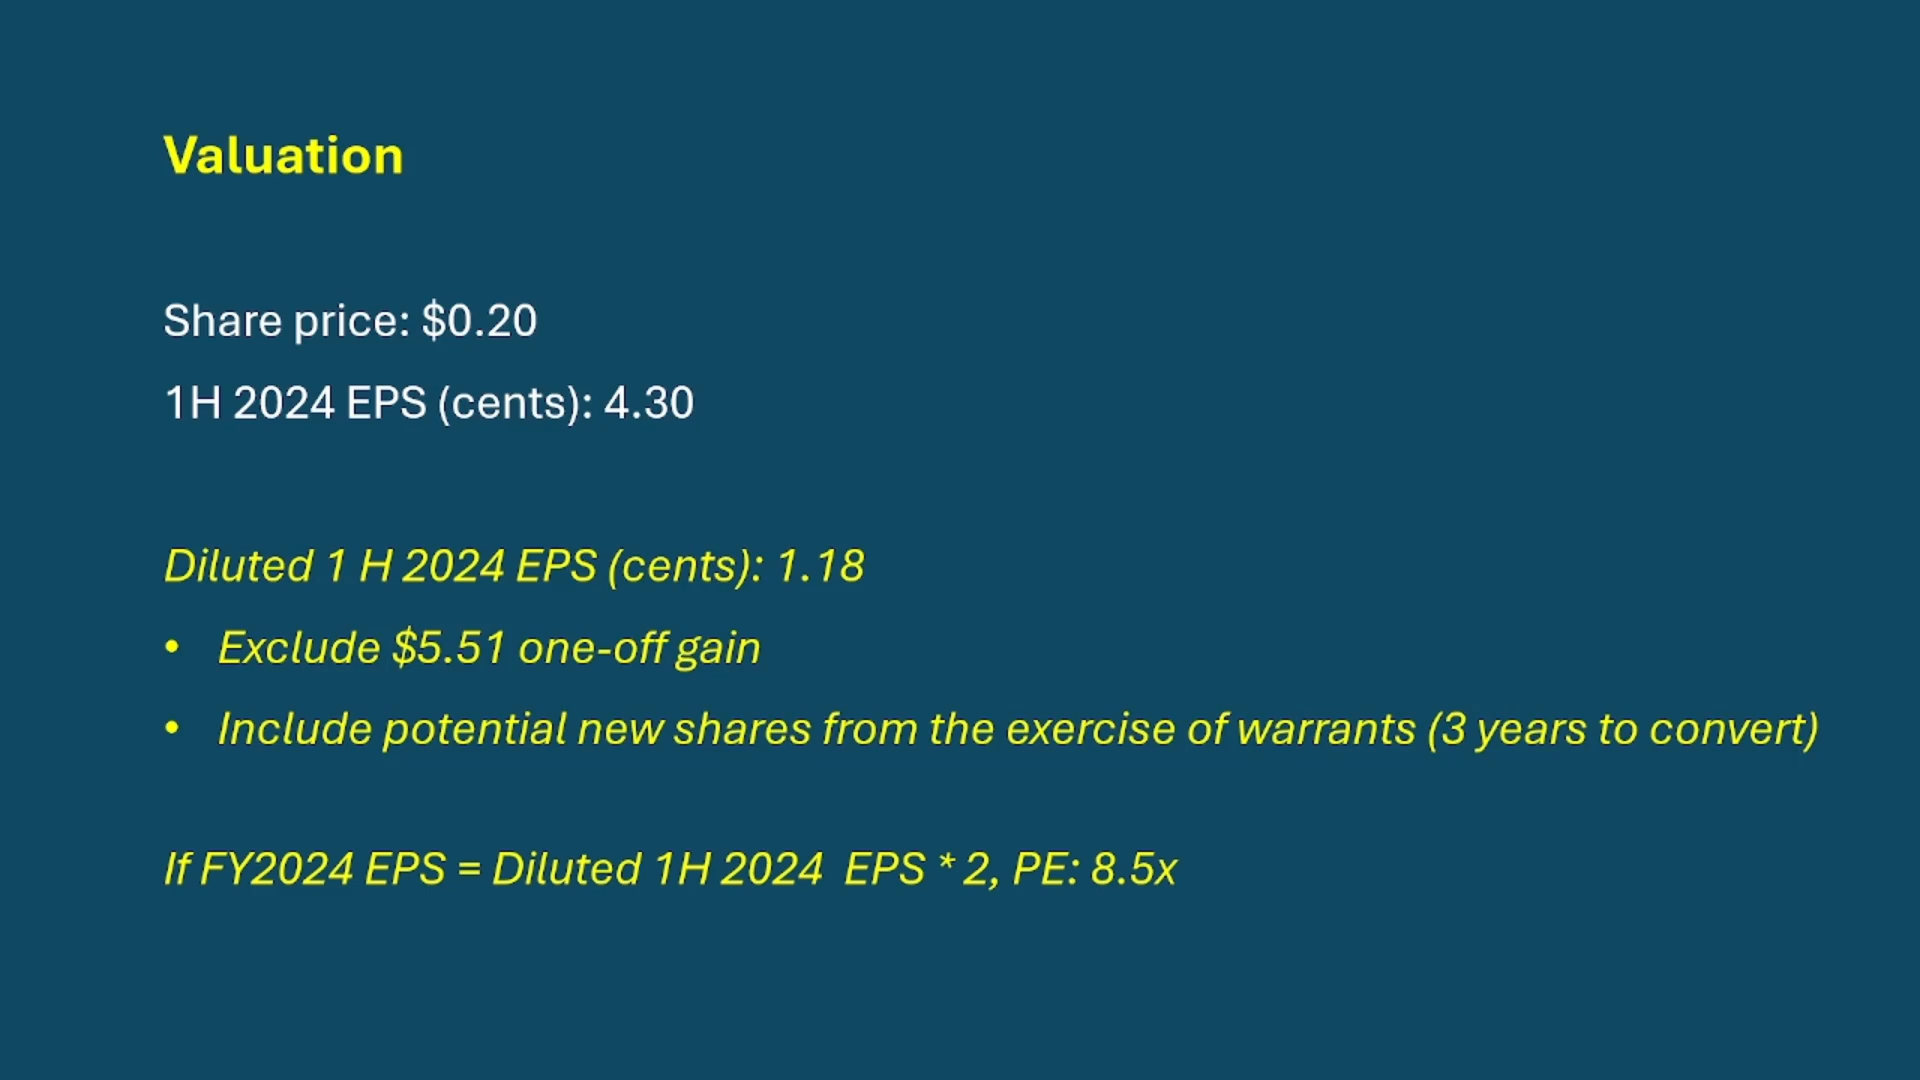 Valuation
Share price: $0.20
1H 2024 EPS (cents): 4.30
Diluted 1 H 2024 EPS (cents): 1.18
• Exclude $5.51 one-off gain
• Include potential new shares from the exercise of warrants (3 years to convert)
If FY2024 EPS = Diluted 1H 2024 EPS * 2, PE: 8.5x